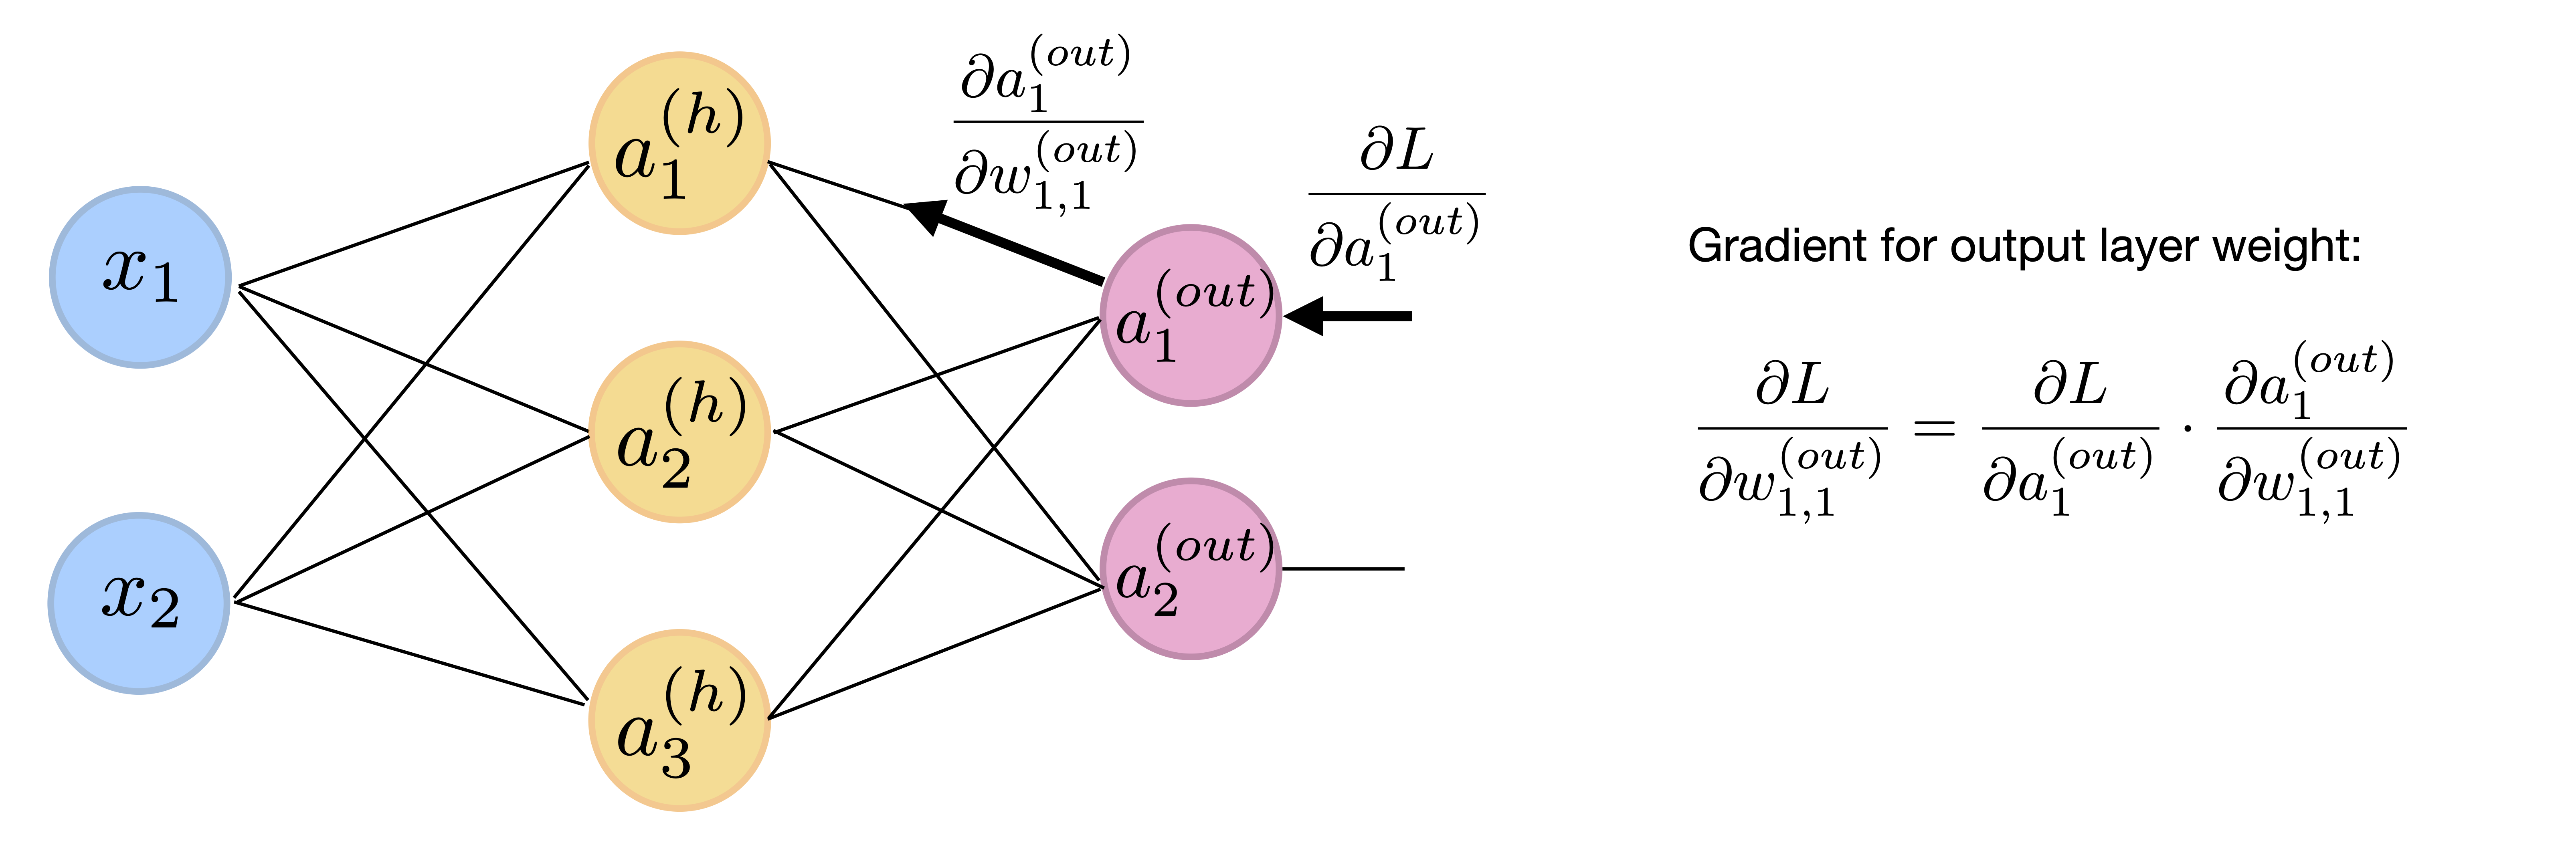 x_1
x_2
a_1^{(h)}
a_2^{(h)}
a_3^{(h)}
\frac{\partial a_1^{(out)}}{\partial w_{1,1}^{(out)}}
\frac{\partial L}{\partial a_1^{(out)}}
a_1^{(out)}
a_2^{(out)}
Gradient for output layer weight:
\frac{\partial L}{\partial w_{1,1}^{(out)}} = \frac{\partial L}{\partial a_1^{(out)}} \cdot \frac{\partial a_1^{(out)}}{\partial w_{1,1}^{(out)}}